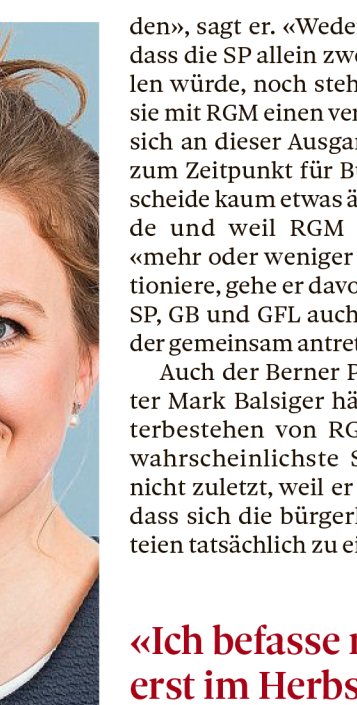 den», sagt er. «Wede
dass die SP allein zw
len würde, noch steh
sie mit RGM einen ver
sich an dieser Ausga
zum Zeitpunkt für B
scheide kaum etwas ä
de und weil RGM
«mehr oder weniger
tioniere, gehe er davo
SP, GB und GFL auch
der gemeinsam antret
Auch der Berner P
ter Mark Balsiger hä
terbestehen von RG
wahrscheinlichste S
nicht zuletzt, weil er
dass sich die bürgerl
teien tatsächlich zu ei
«Ich befasse
erst im Herbs